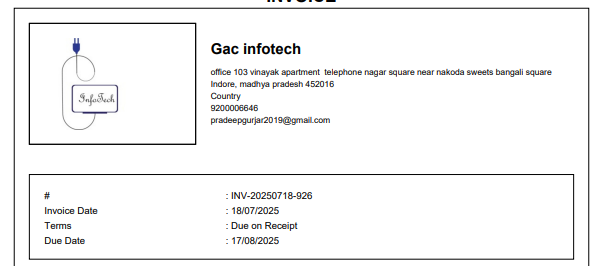 INVOICE
InfoTech
Gac infotech
office 103 vinayak apartment telephone nagar square near nakoda sweets bangali square
Indore, madhya pradesh 452016
Country
9200006646
pradeepgurjar2019@gmail.com
# : INV-20250718-926
Invoice Date : 18/07/2025
Terms : Due on Receipt
Due Date : 17/08/2025